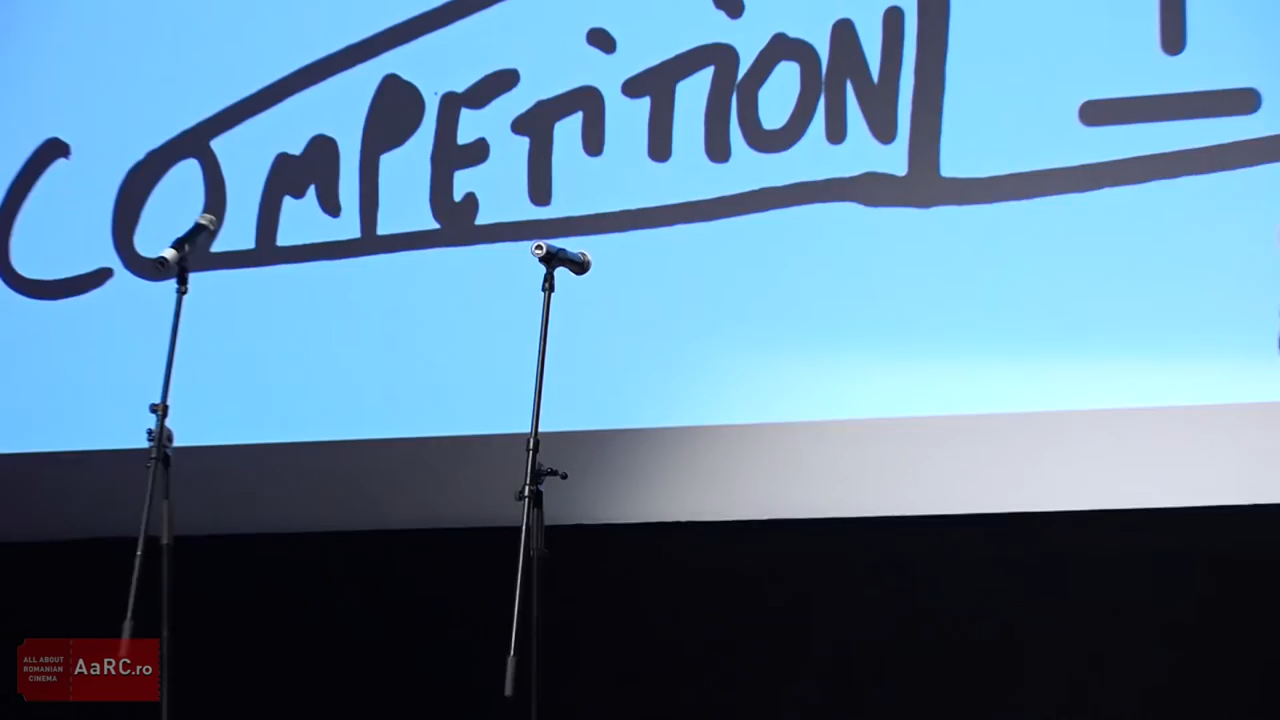 COMPETITION
ALL ABOUT
ROMANIAN
CINEMA
AaRC.ro